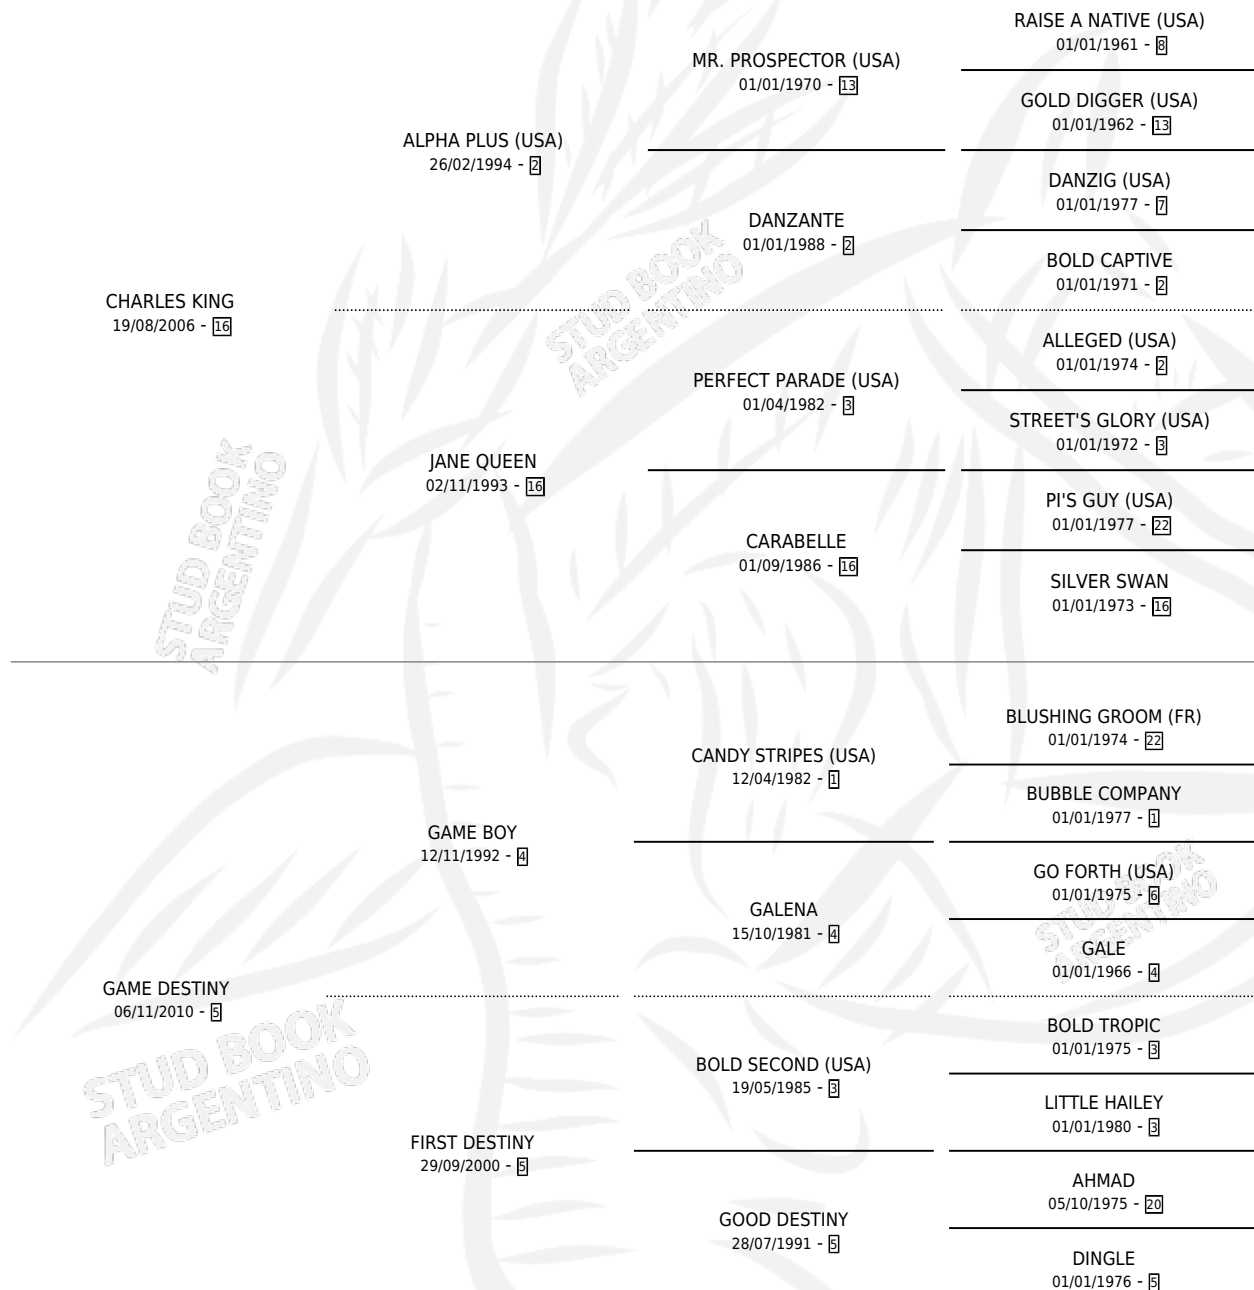 RAISE A NATIVE (USA)
01/01/1961 - 8
MR. PROSPECTOR (USA)
01/01/1970 - 13
GOLD DIGGER (USA)
01/01/1962 - 13
ALPHA PLUS (USA)
26/02/1994 - 2
DANZIG (USA)
01/01/1977 - 7
DANZANTE
01/01/1988 - 2
BOLD CAPTIVE
01/01/1971 - 2
CHARLES KING
19/08/2006 - 16
STUD BOOK
ARGENTINO
ALLEGED (USA)
01/01/1974 - 2
PERFECT PARADE (USA)
01/04/1982 - 3
STREET'S GLORY (USA)
01/01/1972 - 3
JANE QUEEN
02/11/1993 - 16
PI'S GUY (USA)
01/01/1977 - 22
CARABELLE
01/09/1986 - 16
SILVER SWAN
01/01/1973 - 16
STUD BOOK
ARGENTINO
BLUSHING GROOM (FR)
01/01/1974 - 22
CANDY STRIPES (USA)
12/04/1982 - 1
BUBBLE COMPANY
01/01/1977 - 1
GAME BOY
12/11/1992 - 4
GO FORTH (USA)
01/01/1975 - 6
STUD BOOK
ARGENTINO
GALENA
15/10/1981 - 4
GALE
01/01/1966 - 4
GAME DESTINY
06/11/2010 - 5
STUD BOOK
ARGENTINO
BOLD TROPIC
01/01/1975 - 3
BOLD SECOND (USA)
19/05/1985 - 3
LITTLE HAILEY
01/01/1980 - 3
FIRST DESTINY
29/09/2000 - 5
AHMAD
05/10/1975 - 20
GOOD DESTINY
28/07/1991 - 5
DINGLE
01/01/1976 - 5